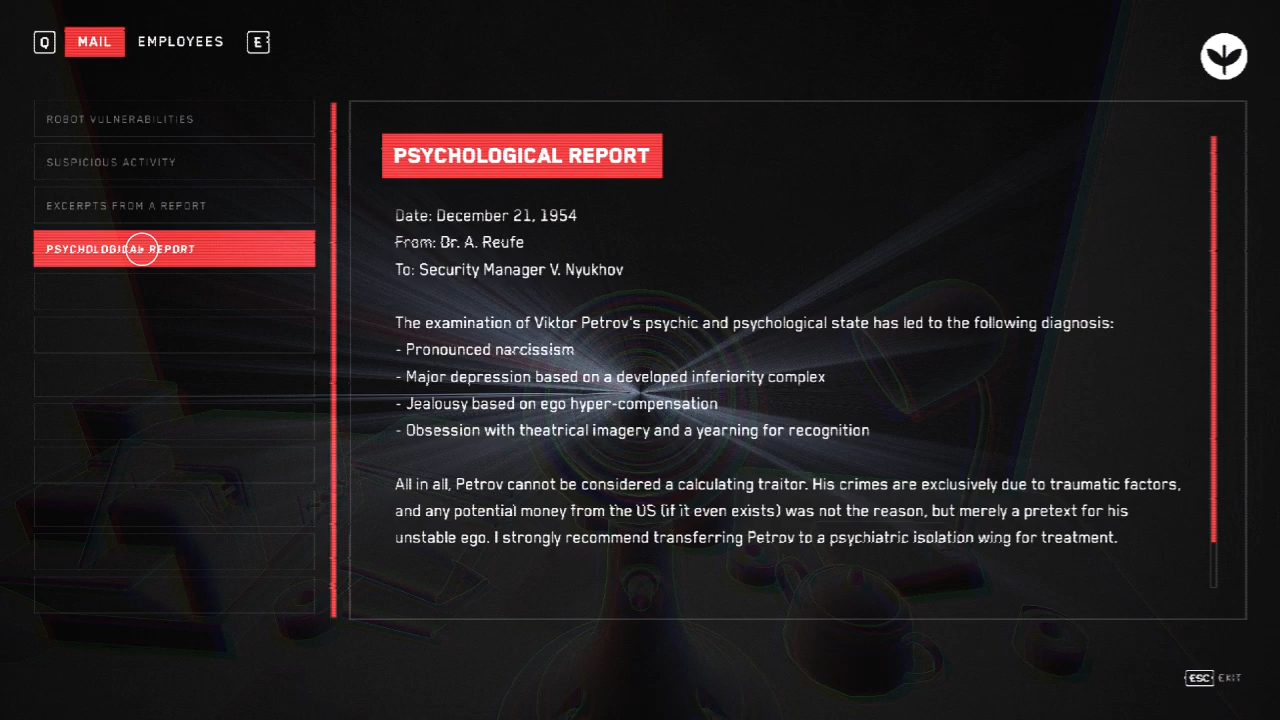 Q MAIL EMPLOYEES E
ROBOT VULNERABILITIES
SUSPICIOUS ACTIVITY
EXCERPTS FROM A REPORT
PSYCHOLOGICAL REPORT
PSYCHOLOGICAL REPORT
Date: December 21, 1954
From: Dr. A. Reufe
To: Security Manager V. Nyukhov
The examination of Viktor Petrov's psychic and psychological state has led to the following diagnosis:
- Pronounced narcissism
- Major depression based on a developed inferiority complex
- Jealousy based on ego hyper-compensation
- Obsession with theatrical imagery and a yearning for recognition
All in all, Petrov cannot be considered a calculating traitor. His crimes are exclusively due to traumatic factors,
and any potential money from the US (if it even exists) was not the reason, but merely a pretext for his
unstable ego. I strongly recommend transferring Petrov to a psychiatric isolation wing for treatment.
ESC EXIT